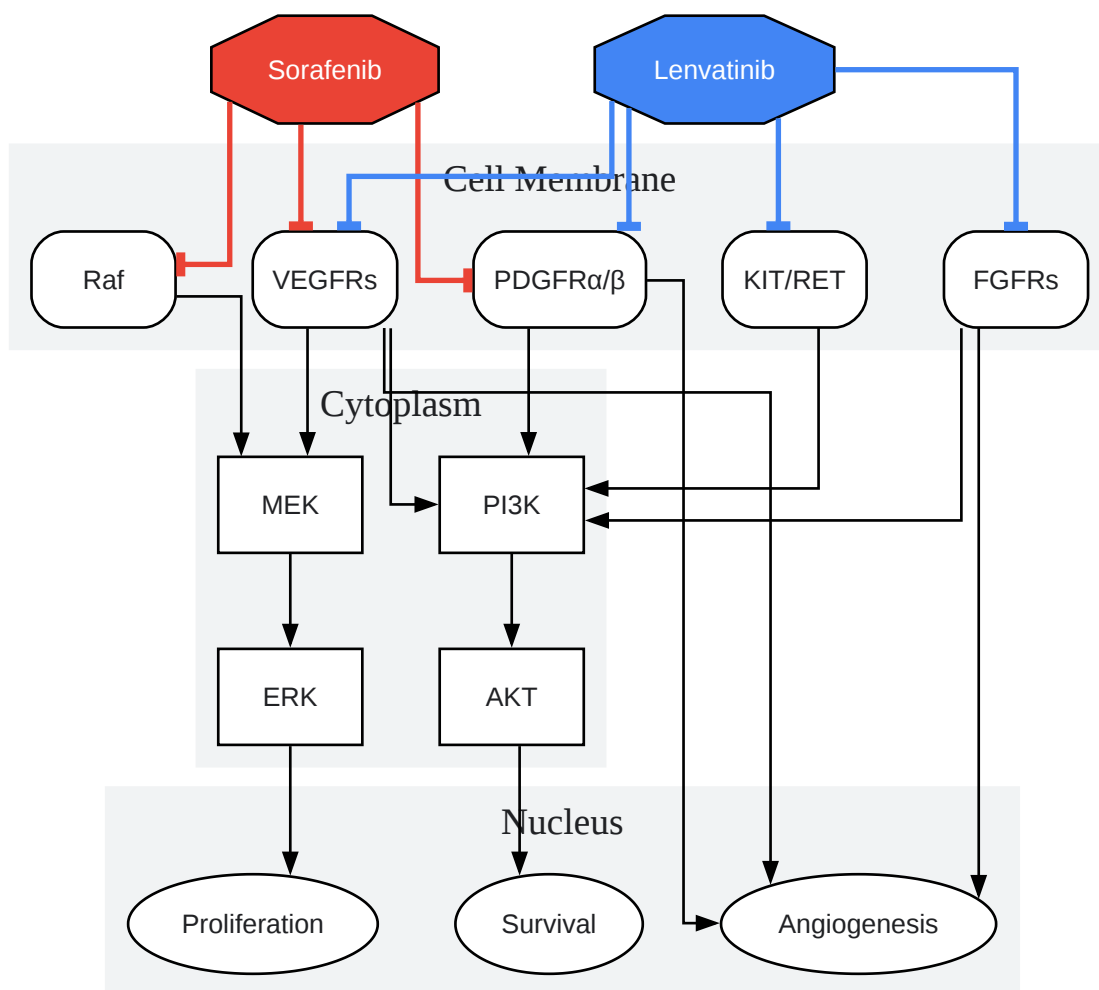 Sorafenib
Lenvatinib
Cell Membrane
Raf
VEGFRs
PDGFRα/β
KIT/RET
FGFRs
Cytoplasm
MEK
PI3K
ERK
AKT
Nucleus
Proliferation
Survival
Angiogenesis